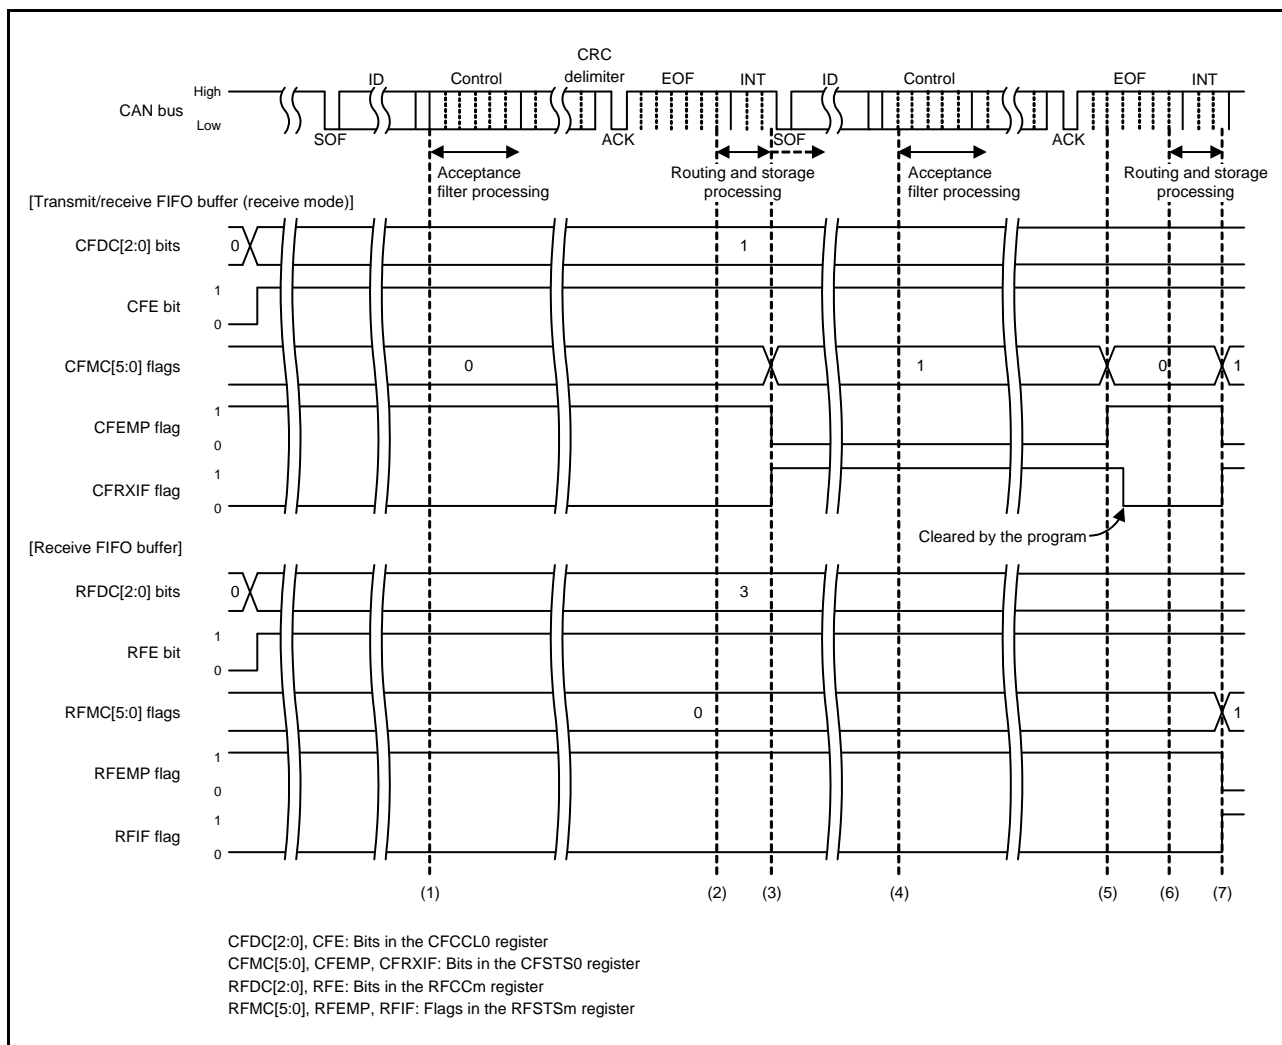 CRC
ID Control delimiter EOF INT ID Control EOF INT
High
CAN bus
Low
SOF ACK SOF ACK
Acceptance Routing and storage Acceptance Routing and storage
filter processing processing filter processing processing
[Transmit/receive FIFO buffer (receive mode)]
CFDC[2:0] bits 0 1
1
CFE bit
0
CFMC[5:0] flags 0 1 0 1
1
CFEMP flag
0
1
CFRXIF flag
0
Cleared by the program
[Receive FIFO buffer]
RFDC[2:0] bits 0 3
1
RFE bit
0
RFMC[5:0] flags 0 1
1
RFEMP flag
0
1
RFIF flag
0
(1) (2) (3) (4) (5) (6) (7)
CFDC[2:0], CFE: Bits in the CFCCL0 register
CFMC[5:0], CFEMP, CFRXIF: Bits in the CFSTS0 register
RFDC[2:0], RFE: Bits in the RFCCm register
RFMC[5:0], RFEMP, RFIF: Flags in the RFSTSm register